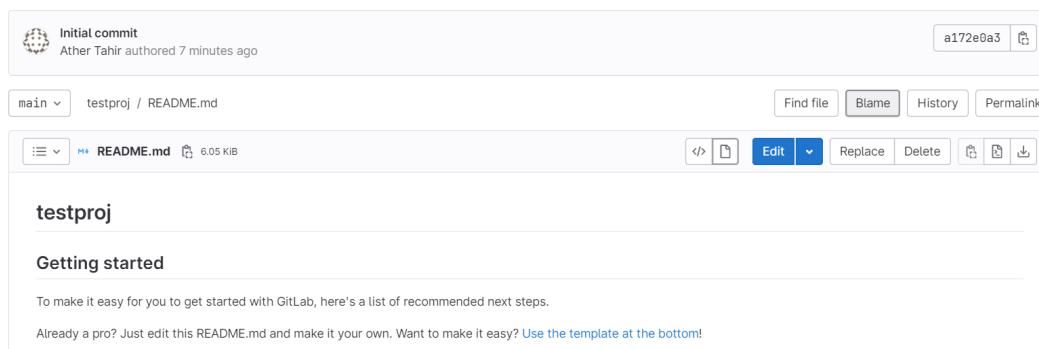 Initial commit
Ather Tahir authored 7 minutes ago
a172e0a3
main
testproj / README.md
Find file
Blame
History
Permalink
M+ README.md 6.05 KiB
</>
Edit
Replace
Delete
testproj
Getting started
To make it easy for you to get started with GitLab, here's a list of recommended next steps.
Already a pro? Just edit this README.md and make it your own. Want to make it easy? Use the template at the bottom!